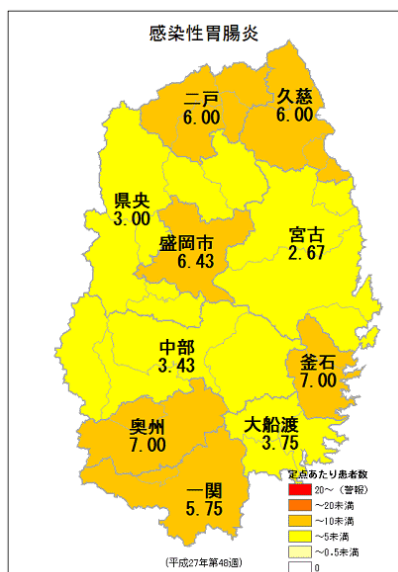 感染性胃腸炎
二戸
6.00
久慈
6.00
県央
3.00
盛岡市
6.43
宮古
2.67
中部
3.43
釜石
7.00
奥州
7.00
大船渡
3.75
一関
5.75
定点あたり患者数
20～（警報）
～20未満
～10未満
～5未満
～0.5未満
0
(平成27年第48週)